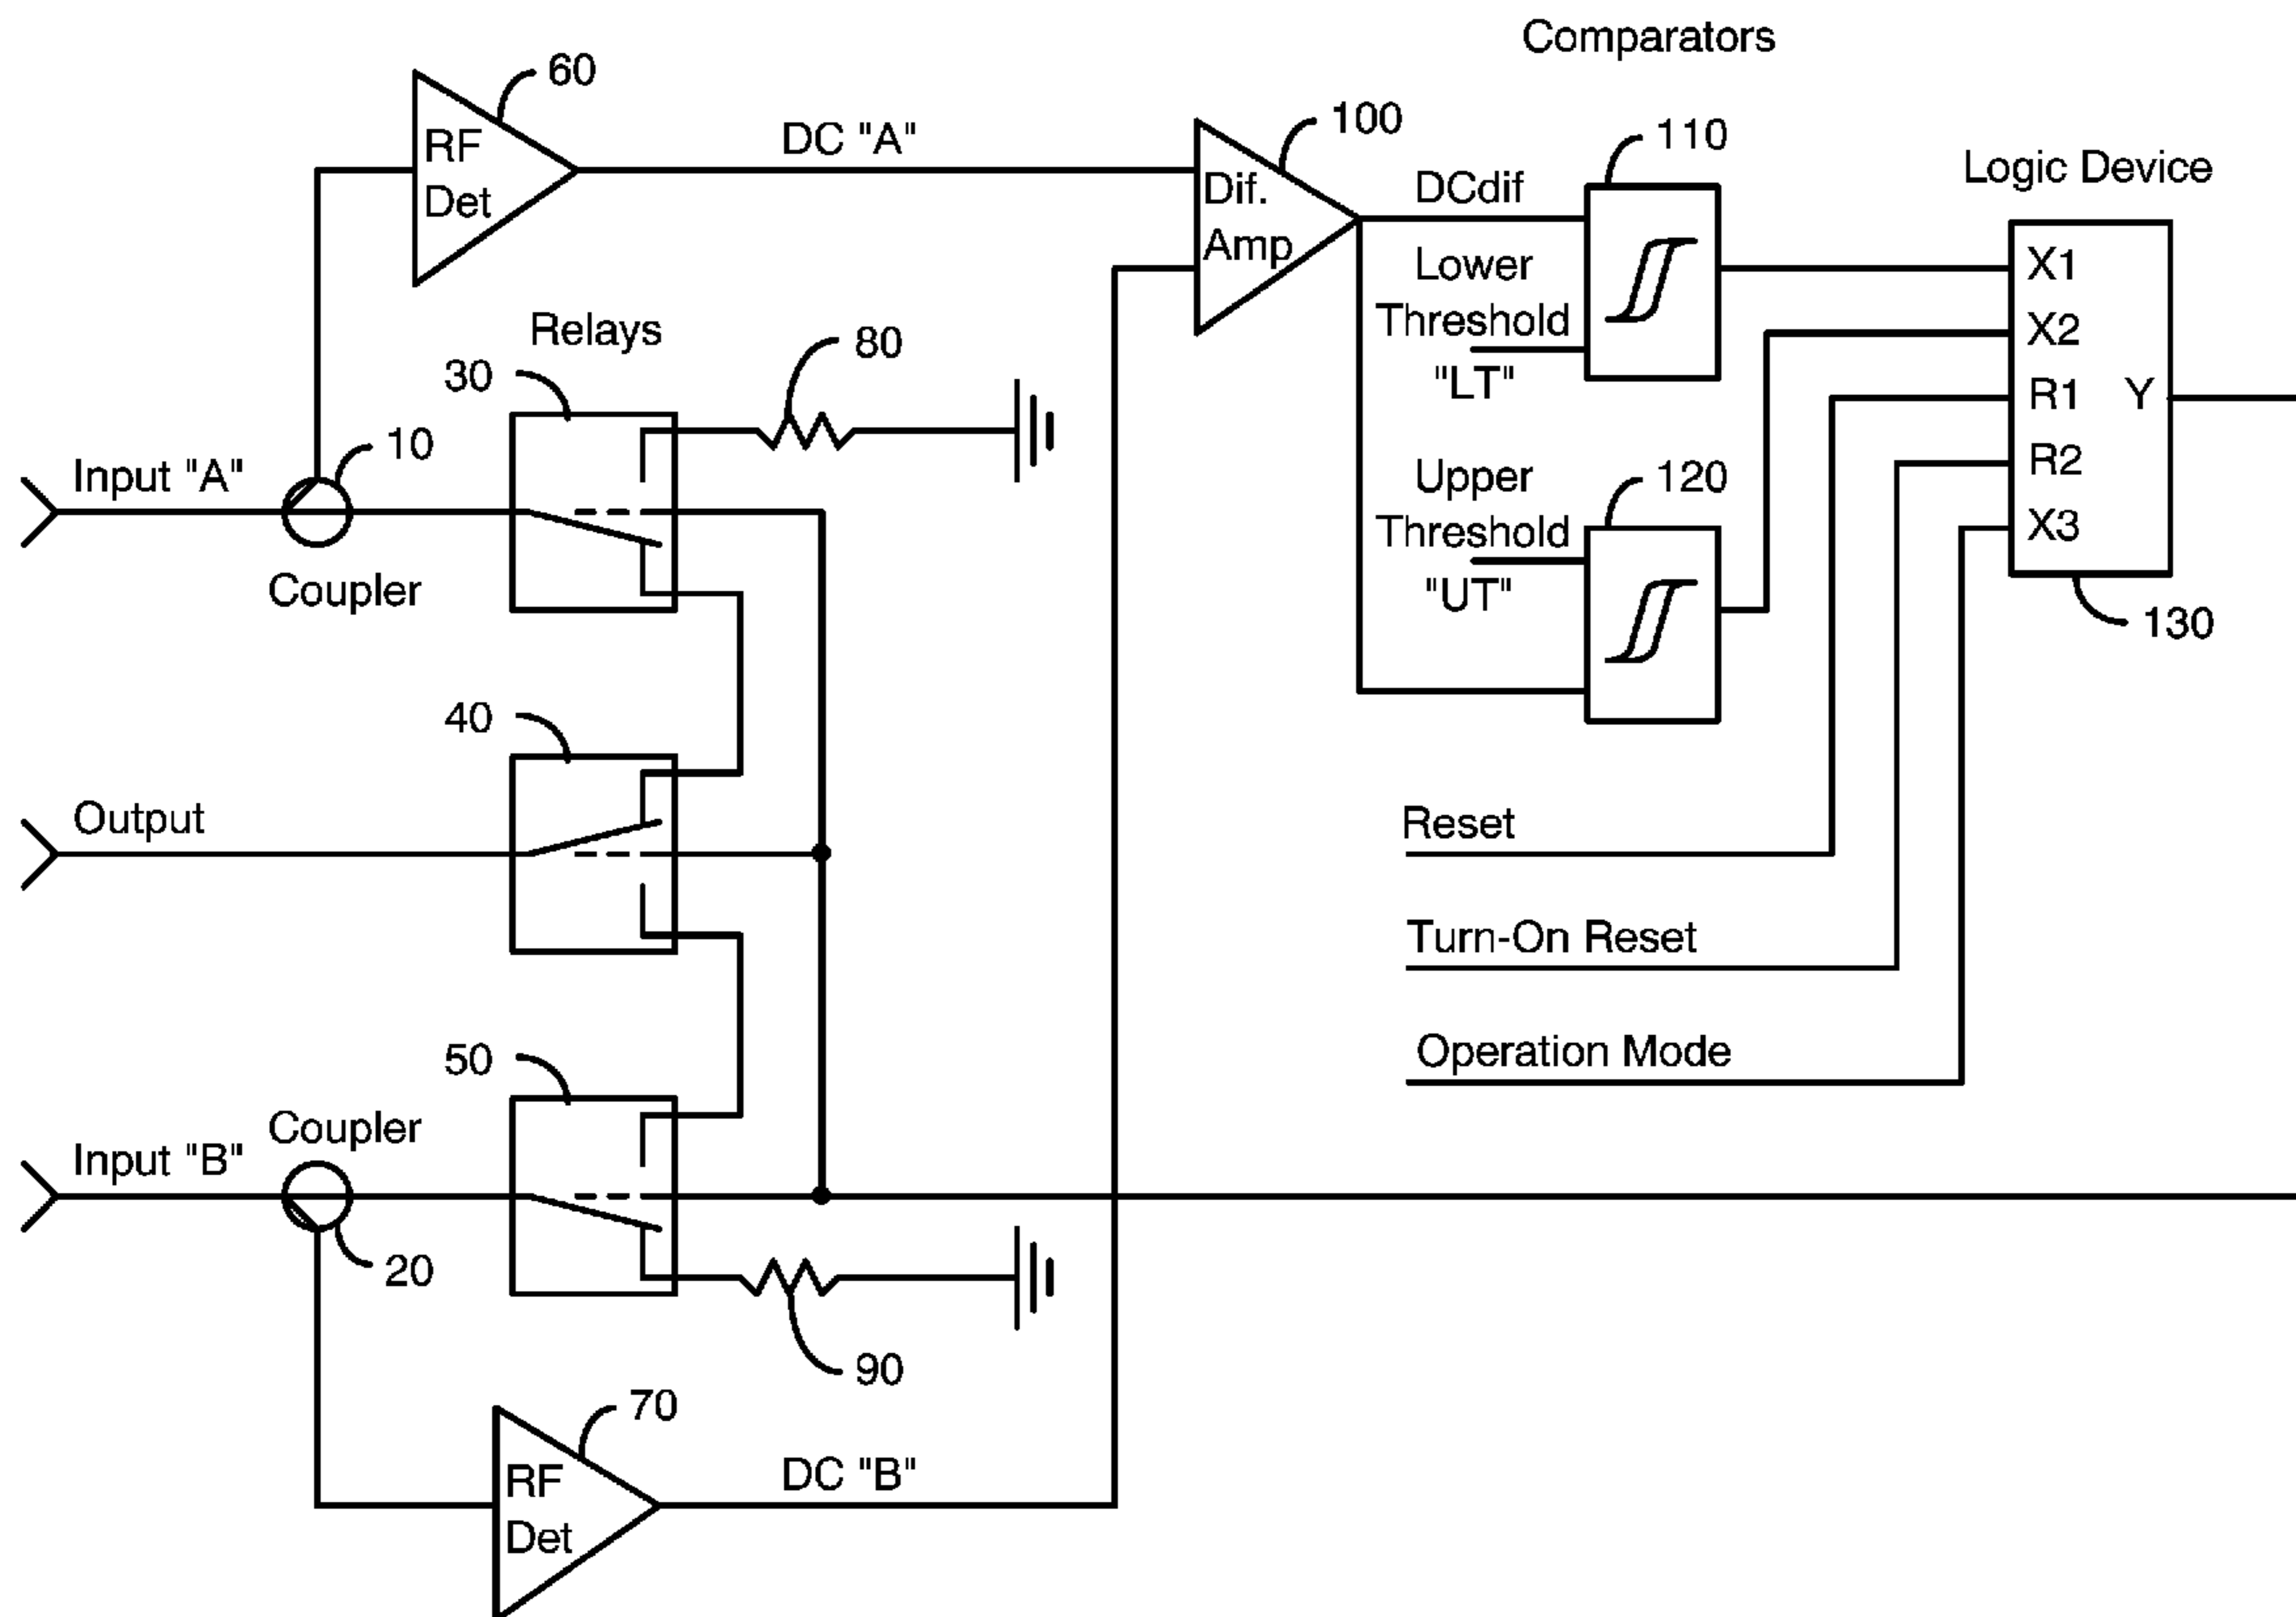 Comparators
60
RF
Det
DC "A"
100
Dif.
Amp
DCdif
110
Logic Device
Lower
Threshold
"LT"
X1
X2
R1
Y
R2
X3
130
Relays
80
30
10
Input "A"
Coupler
Upper
Threshold
"UT"
120
40
Output
Reset
Turn-On Reset
Operation Mode
50
Coupler
Input "B"
20
90
70
RF
Det
DC "B"